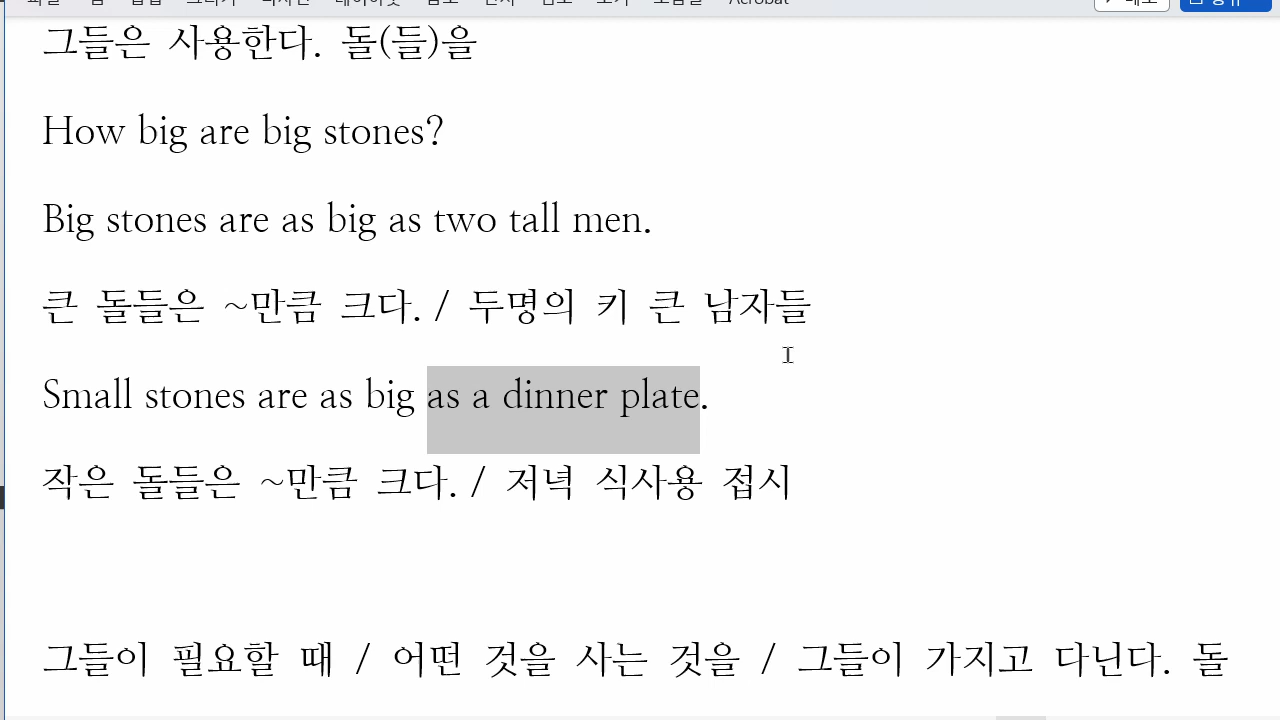 그들은 사용한다. 돌(들)을
How big are big stones?
Big stones are as big as two tall men.
큰 돌들은 ~만큼 크다. / 두명의 키 큰 남자들
Small stones are as big as a dinner plate.
작은 돌들은 ~만큼 크다. / 저녁 식사용 접시
그들이 필요할 때 / 어떤 것을 사는 것을 / 그들이 가지고 다닌다. 돌